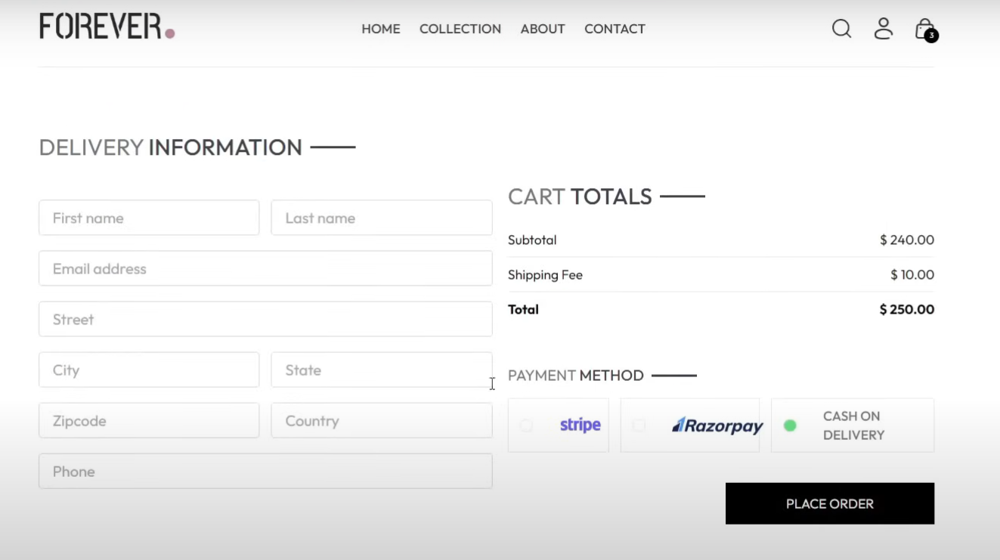 FOREVER.
HOME COLLECTION ABOUT CONTACT
3
DELIVERY INFORMATION
First name Last name
Email address
Street
City State
Zipcode Country
Phone
CART TOTALS
Subtotal $ 240.00
Shipping Fee $ 10.00
Total $ 250.00
PAYMENT METHOD
stripe Razorpay CASH ON
DELIVERY
PLACE ORDER